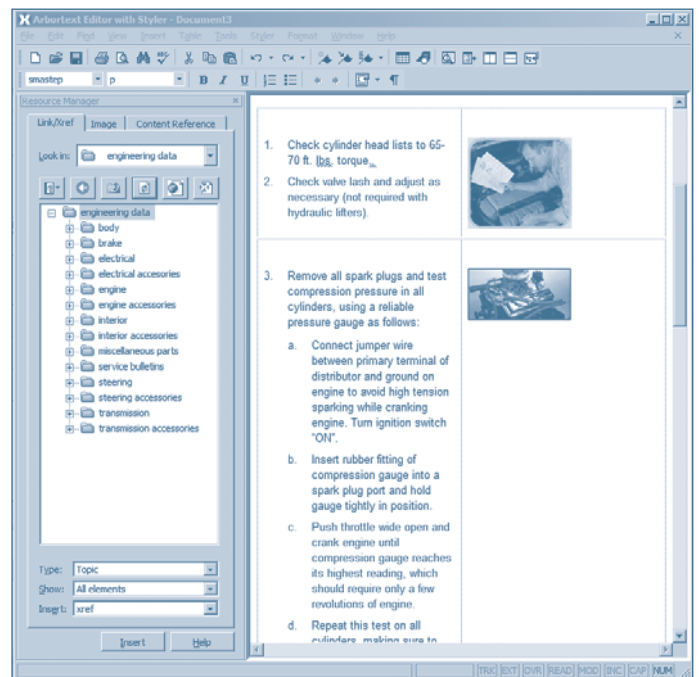 Arbortext Editor with Styler - Document3
File Edit Find View Insert Table Tools Styler Format Window Help
smastep p B I U
Resource Manager
Link/Xref Image Content Reference
Look in: engineering data
engineering data
body
brake
electrical
electrical accesories
engine
engine accessories
interior
interior accessories
miscellaneous parts
service bulletins
steering
steering accessories
transmission
transmission accessories
Type: Topic
Show: All elements
Insert: xref
Insert Help
1. Check cylinder head lists to 65-
70 ft. lbs. torque.
2. Check valve lash and adjust as
necessary (not required with
hydraulic lifters).
3. Remove all spark plugs and test
compression pressure in all
cylinders, using a reliable
pressure gauge as follows:
a. Connect jumper wire
between primary terminal of
distributor and ground on
engine to avoid high tension
sparking while cranking
engine. Turn ignition switch
"ON".
b. Insert rubber fitting of
compression gauge into a
spark plug port and hold
gauge tightly in position.
c. Push throttle wide open and
crank engine until
compression gauge reaches
its highest reading, which
should require only a few
revolutions of engine.
d. Repeat this test on all
cylinders, making sure to
TRK EXT OVR READ MOD INC CAP NUM